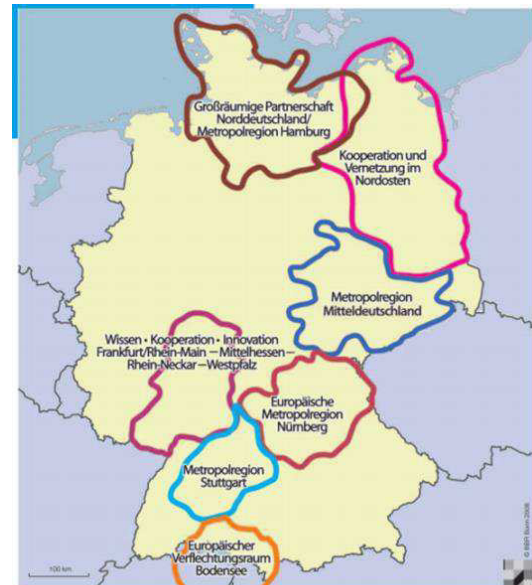 Großräumige Partnerschaft
Norddeutschland/
Metropolregion Hamburg
Kooperation und
Vernetzung im
Nordosten
Metropolregion
Mitteldeutschland
Wissen • Kooperation • Innovation
Frankfurt/Rhein-Main – Mittelhessen –
Rhein-Neckar – Westpfalz
Europäische
Metropolregion
Nürnberg
Metropolregion
Stuttgart
Europäischer
Verflechtungsraum
Bodensee
100 km
© BBR Bonn 2008